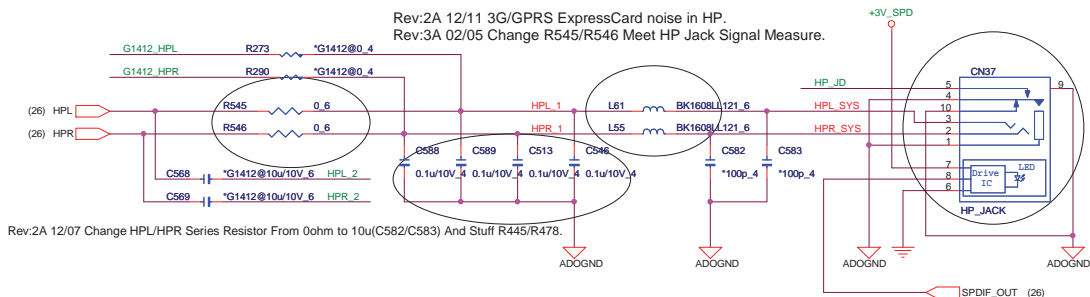 Rev:2A 12/11 3G/GPRS ExpressCard noise in HP.
Rev:3A 02/05 Change R545/R546 Meet HP Jack Signal Measure.
+3V_SPD
G1412_HPL R273 *G1412@0_4
G1412_HPR R290 *G1412@0_4
HP_JD 5 CN37 9
4
(26) HPL R545 0_6 HPL_1 L61 BK1608LL121_6 HPL_SYS 10
3
(26) HPR R546 0_6 HPR_1 L55 BK1608LL121_6 HPR_SYS 2
1
C588 C589 C513 C546 C582 C583
0.1u/10V_4 0.1u/10V_4 0.1u/10V_4 0.1u/10V_4 *100p_4 *100p_4
C568 *G1412@10u/10V_6 HPL_2
C569 *G1412@10u/10V_6 HPR_2
7 LED
8 Drive
6 IC
HP_JACK
Rev:2A 12/07 Change HPL/HPR Series Resistor From 0ohm to 10u(C582/C583) And Stuff R445/R478.
ADOGND ADOGND ADOGND ADOGND
SPDIF_OUT (26)